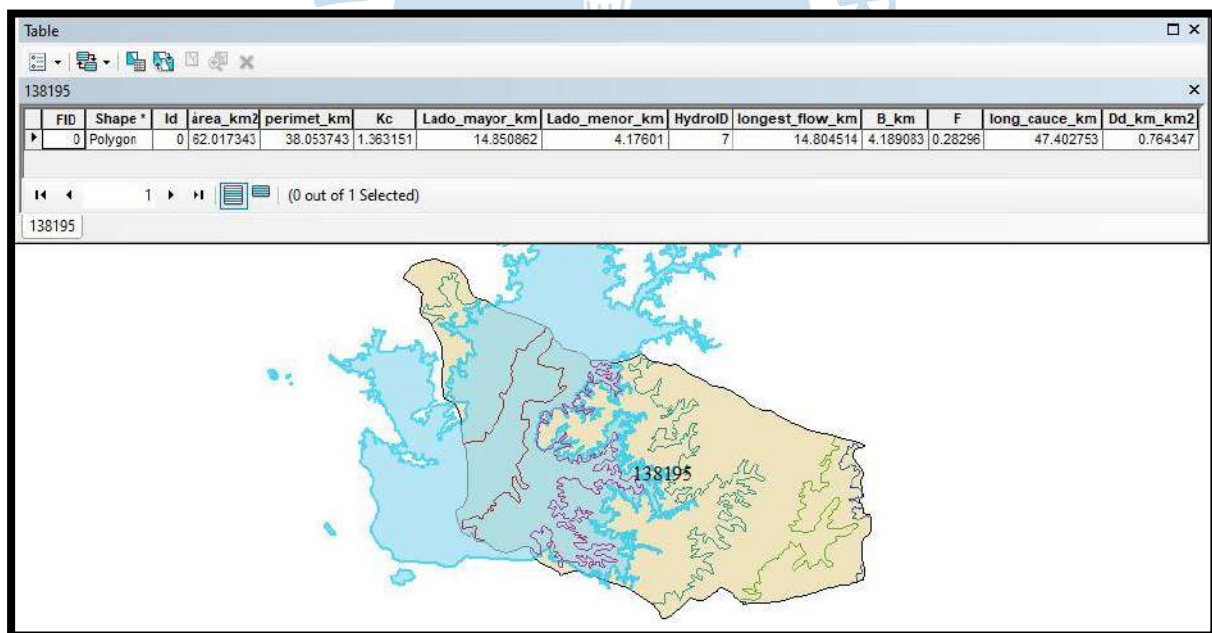 Table
138195
FID Shape * Id área_km2 perimet_km Kc Lado_mayor_km Lado_menor_km HydroID longest_flow_km B_km F long_cauce_km Dd_km_km2
0 Polygon 0 62.017343 38.053743 1.363151 14.850862 4.17601 7 14.804514 4.189083 0.28296 47.402753 0.764347
1 (0 out of 1 Selected)
138195
138195